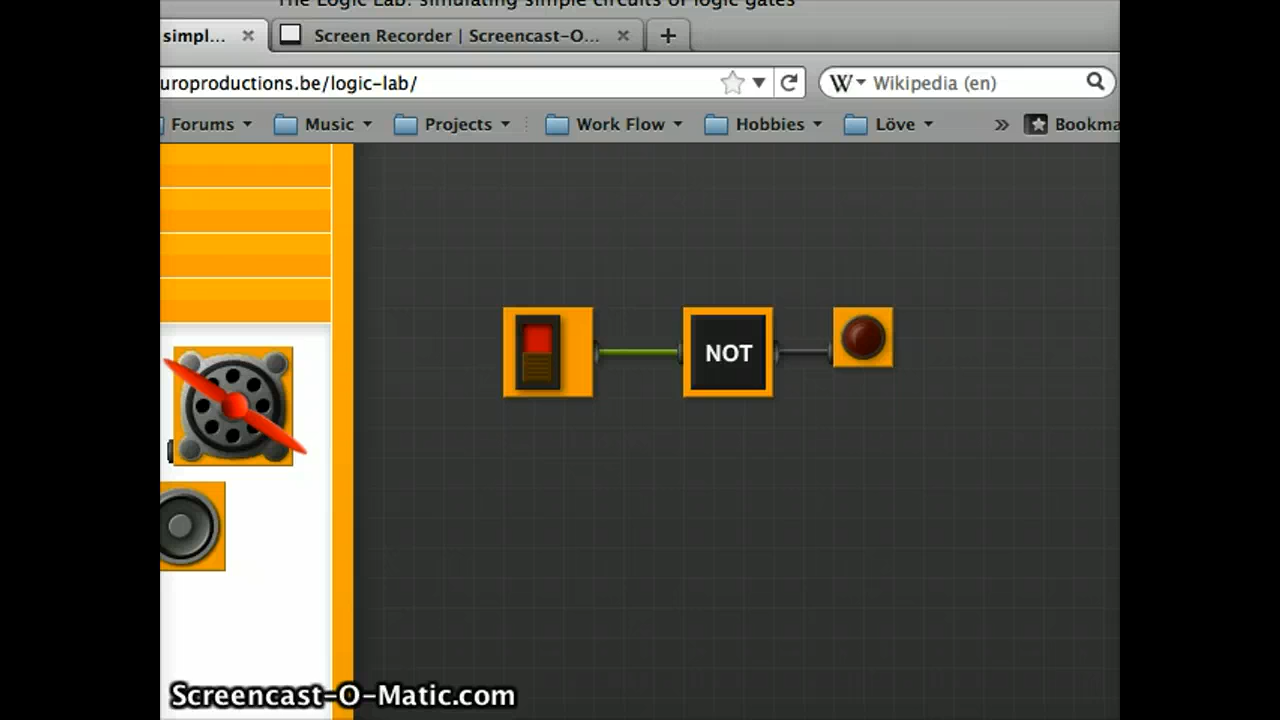 The Logic Lab: simulating simple circuits of logic gates
simpl...
Screen Recorder | Screencast-O...
uroproductions.be/logic-lab/
W
Wikipedia (en)
Forums
Music
Projects
Work Flow
Hobbies
Löve
»
Bookma
NOT
Screencast-O-Matic.com